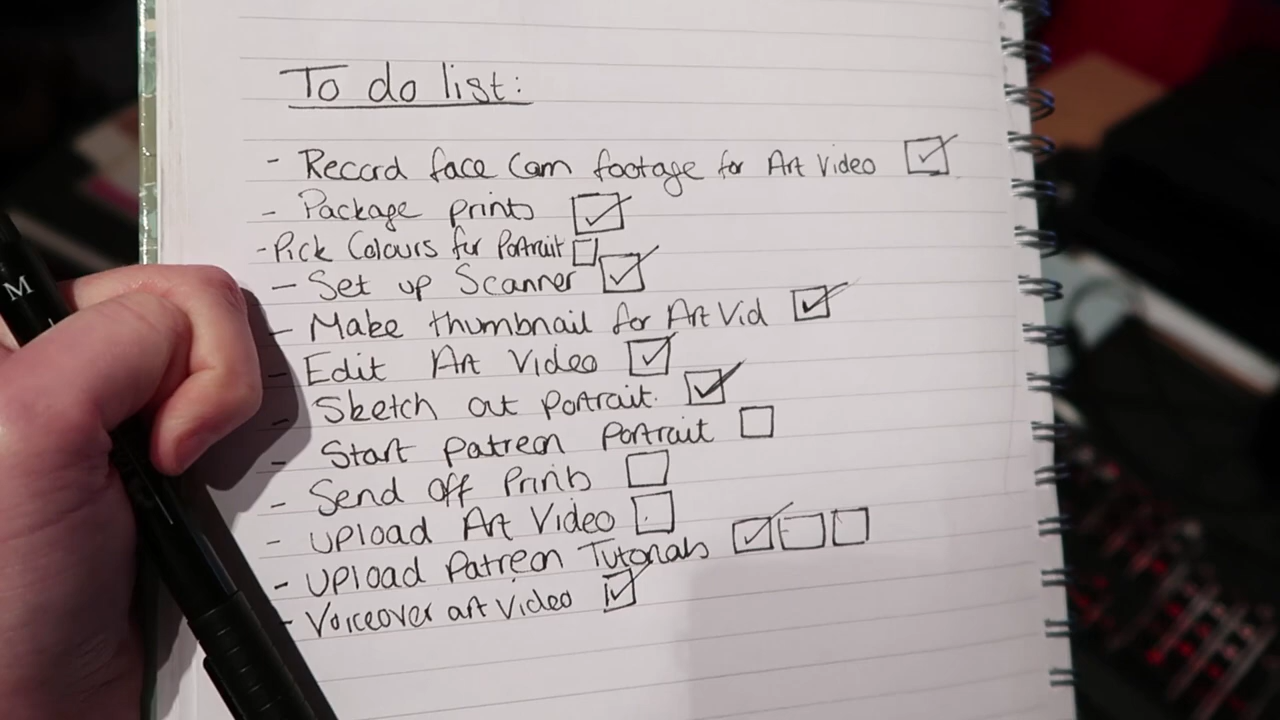 To do list:
- Record face Cam footage for Art Video ☑
- Package prints ☑
- Pick Colours for Portrait ☐
- Set up Scanner ☑
- Make thumbnail for Art Vid ☑
- Edit Art Video ☑
- Sketch out portrait. ☑
- Start patreon portrait ☐
- Send off Prints ☐
- upload Art Video ☐
- Upload Patreon Tutorials ☑☐☐
- Voiceover art video ☑
M